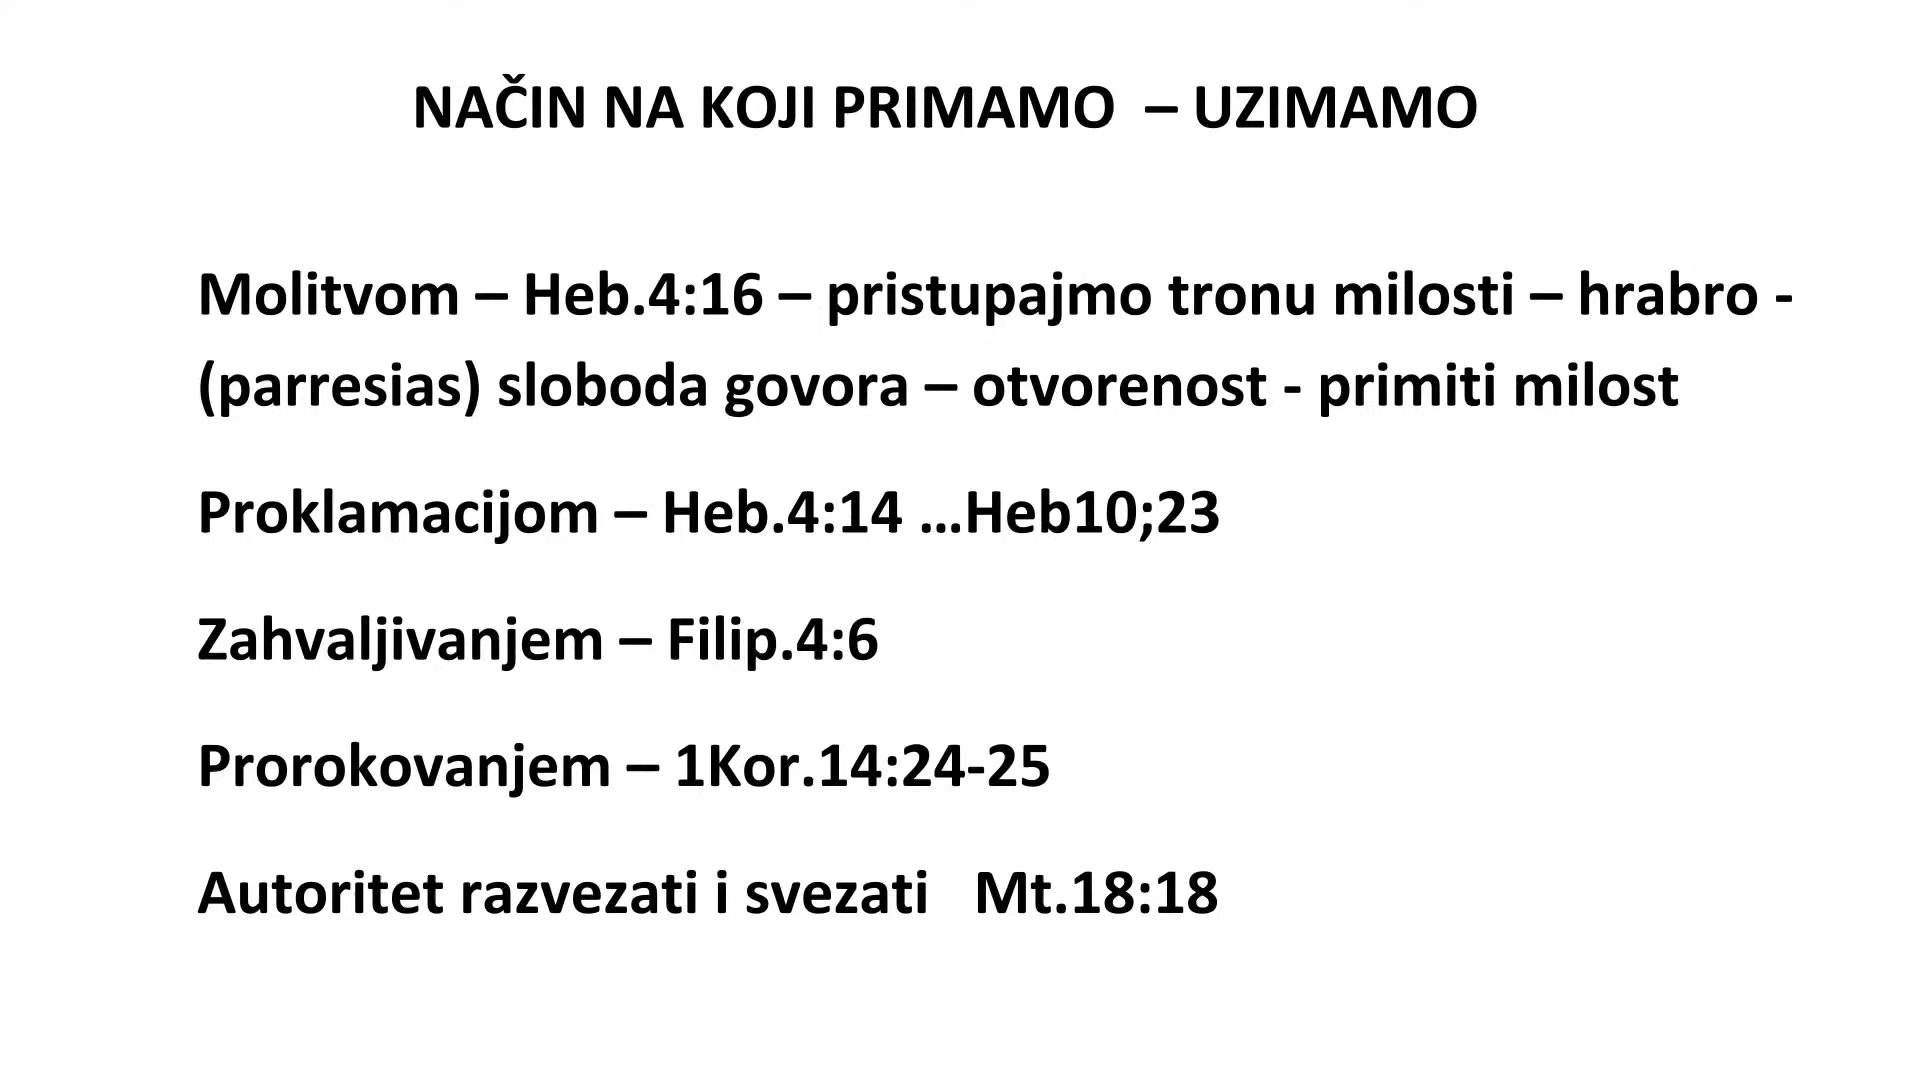 NAČIN NA KOJI PRIMAMO – UZIMAMO
Molitvom – Heb.4:16 – pristupajmo tronu milosti – hrabro -
(parresias) sloboda govora – otvorenost - primiti milost
Proklamacijom – Heb.4:14 …Heb10;23
Zahvaljivanjem – Filip.4:6
Prorokovanjem – 1Kor.14:24-25
Autoritet razvezati i svezati Mt.18:18